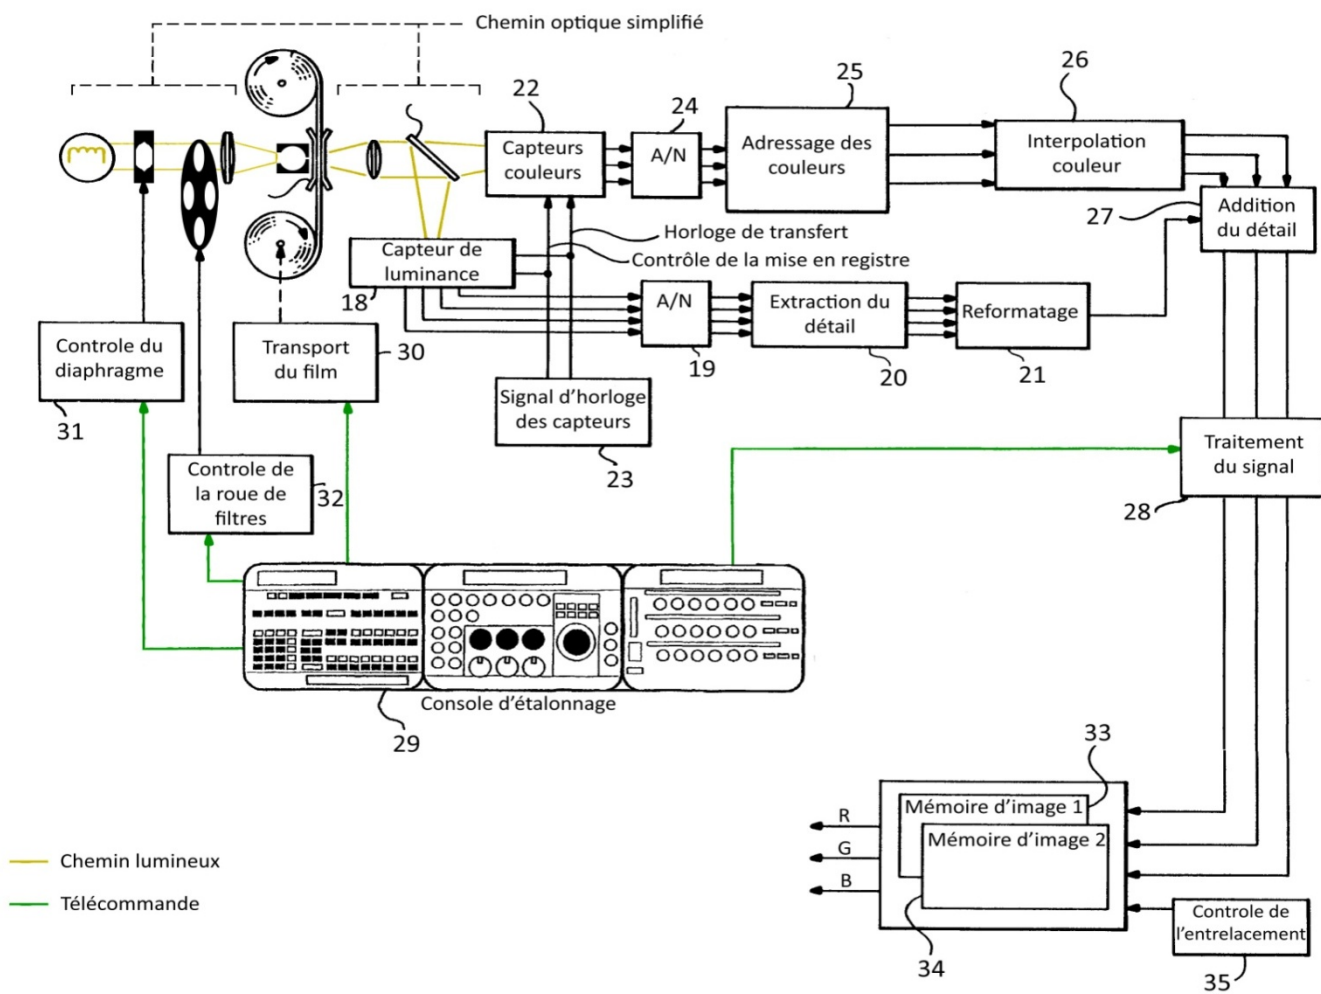 Chemin optique simplifié
22
24
25
26
Capteurs
couleurs
A/N
Adressage des
couleurs
Interpolation
couleur
27
Addition
du détail
Horloge de transfert
Contrôle de la mise en registre
Capteur de
luminance
18
A/N
19
Extraction du
détail
20
Reformatage
21
Controle du
diaphragme
31
Transport
du film
30
Signal d'horloge
des capteurs
23
Controle de
la roue de
filtres
32
Traitement
du signal
28
Console d'étalonnage
29
33
Mémoire d'image 1
Mémoire d'image 2
34
R
G
B
Controle de
l'entrelacement
35
Chemin lumineux
Télécommande